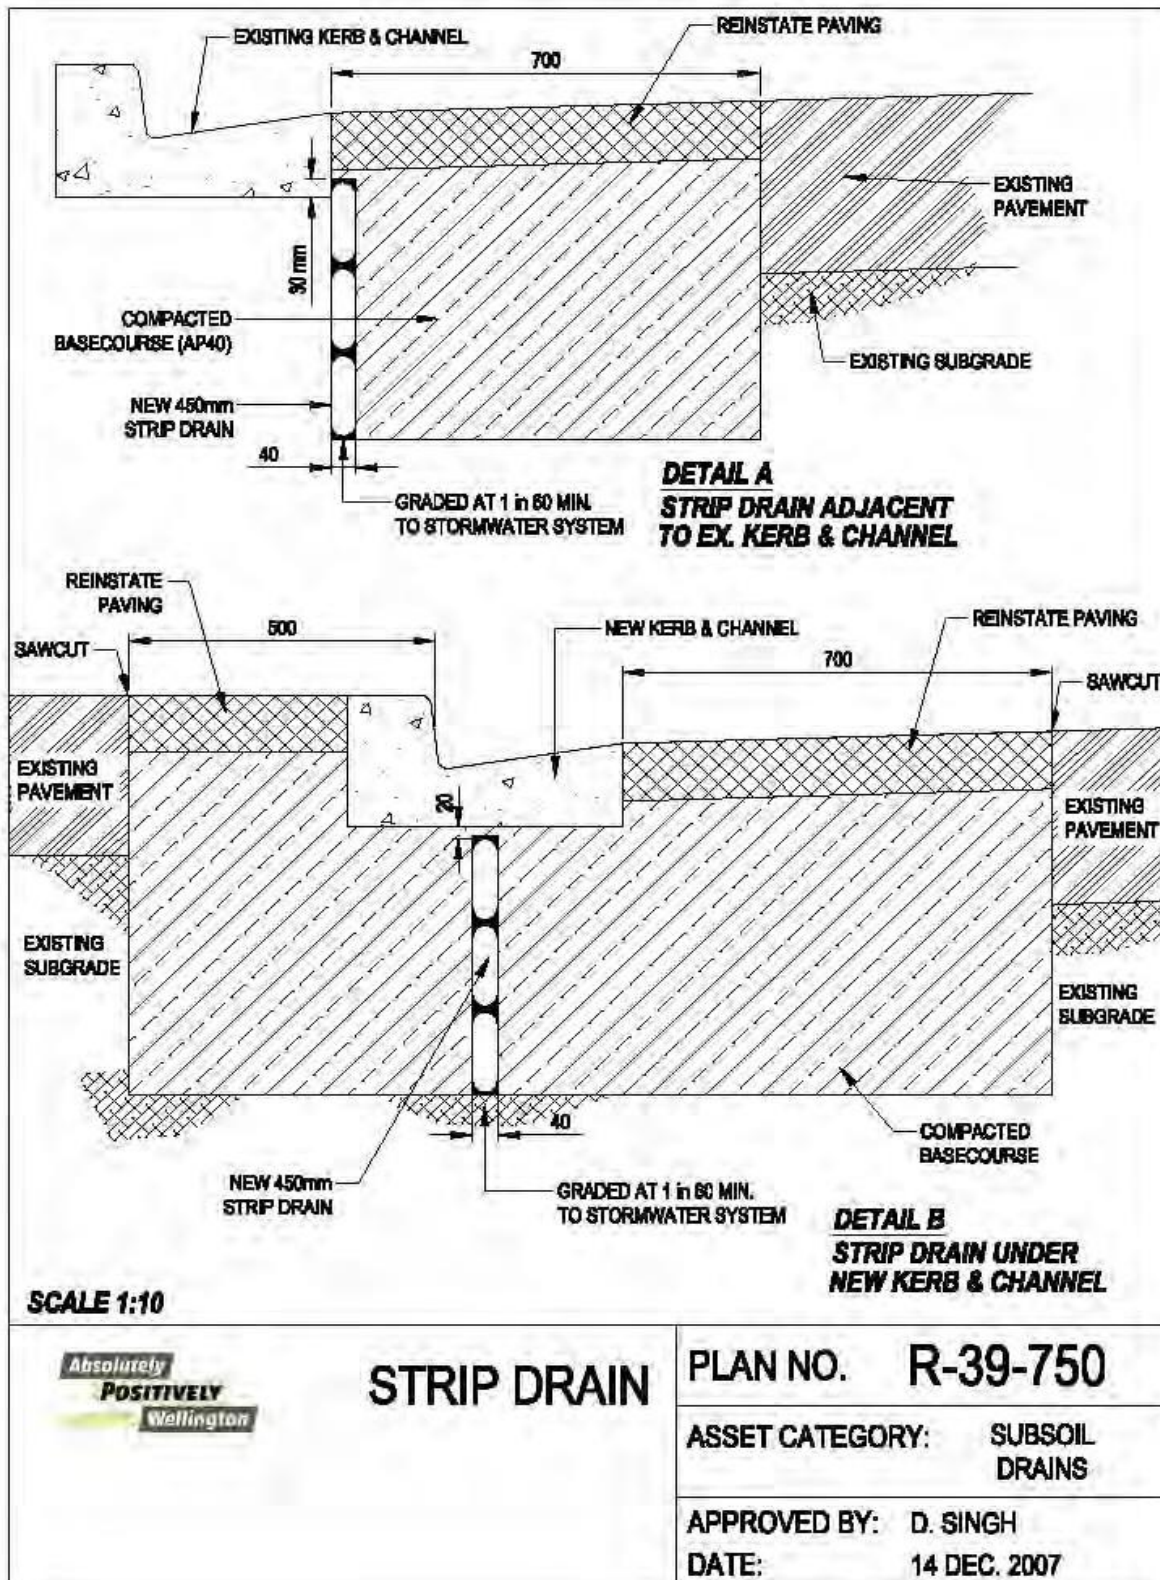 EXISTING KERB & CHANNEL
REINSTATE PAVING
700
EXISTING
PAVEMENT
30 mm
COMPACTED
BASECOURSE (AP40)
EXISTING SUBGRADE
NEW 450mm
STRIP DRAIN
40
GRADED AT 1 in 60 MIN.
TO STORMWATER SYSTEM
DETAIL A
STRIP DRAIN ADJACENT
TO EX. KERB & CHANNEL
REINSTATE
PAVING
SAWCUT
500
NEW KERB & CHANNEL
REINSTATE PAVING
700
SAWCUT
EXISTING
PAVEMENT
20
EXISTING
PAVEMENT
EXISTING
SUBGRADE
EXISTING
SUBGRADE
40
COMPACTED
BASECOURSE
NEW 450mm
STRIP DRAIN
GRADED AT 1 in 60 MIN.
TO STORMWATER SYSTEM
DETAIL B
STRIP DRAIN UNDER
NEW KERB & CHANNEL
SCALE 1:10
Absolutely
POSITIVELY
Wellington
STRIP DRAIN
PLAN NO. R-39-750
ASSET CATEGORY: SUBSOIL
DRAINS
APPROVED BY: D. SINGH
DATE: 14 DEC. 2007